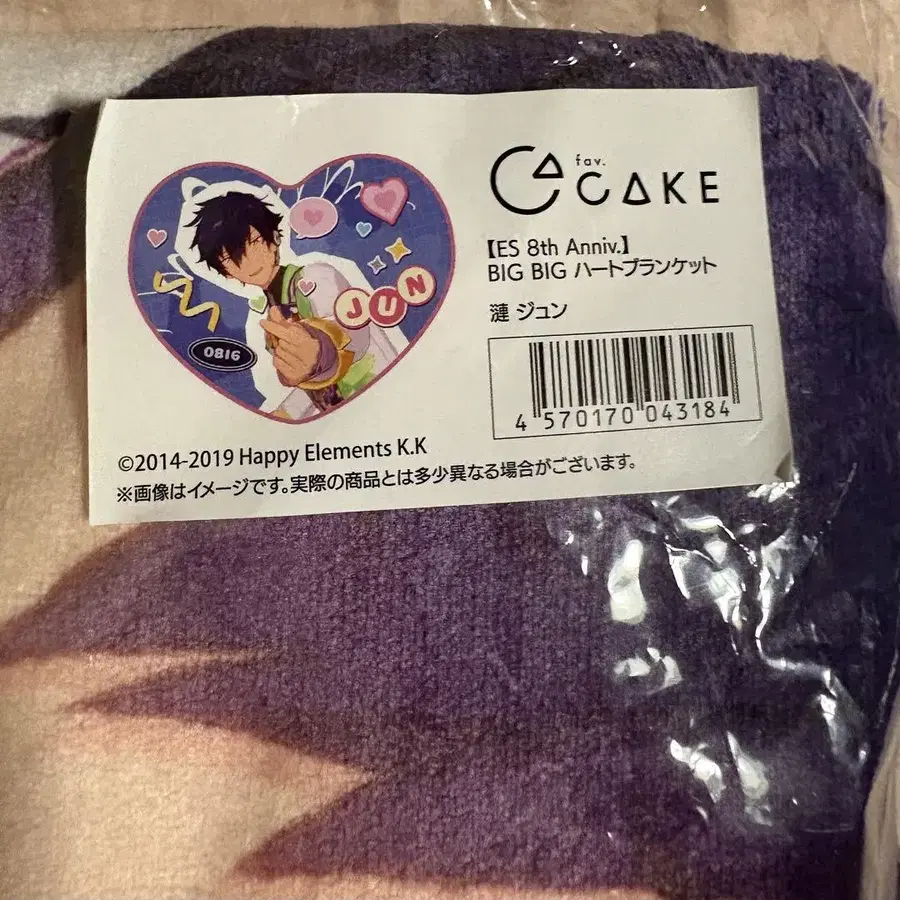 fav.
CAKE
【ES 8th Anniv.】
BIG BIG ハートブランケット
漣 ジュン
JUN
0816
4 570170 043184
©2014-2019 Happy Elements K.K
※画像はイメージです。実際の商品とは多少異なる場合がございます。